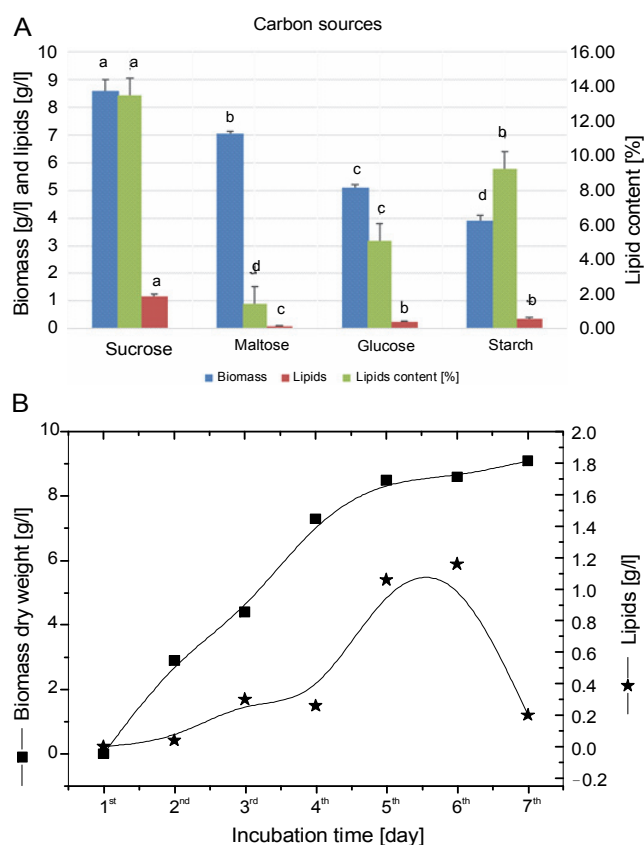 A
Carbon sources
Biomass [g/l] and lipids [g/l]
10
9
8
7
6
5
4
3
2
1
0
16.00
14.00
12.00
10.00
8.00
6.00
4.00
2.00
0.00
Lipid content [%]
a a a
b d c
c c b
d b b
Sucrose Maltose Glucose Starch
Biomass Lipids Lipids content [%]
B
Biomass dry weight [g/l]
10
8
6
4
2
0
2.0
1.8
1.6
1.4
1.2
1.0
0.8
0.6
0.4
0.2
0.0
−0.2
Lipids [g/l]
1st 2nd 3rd 4th 5th 6th 7th
Incubation time [day]